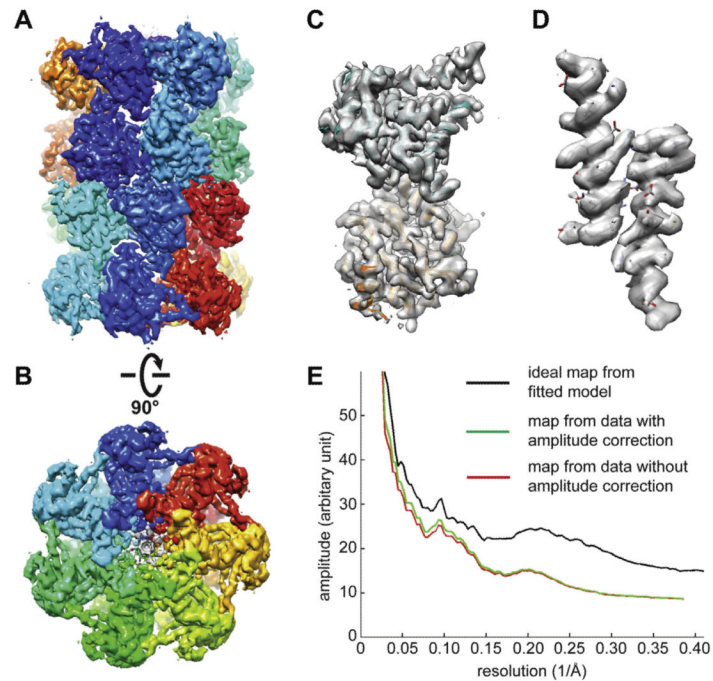 A
C
D
B
90°
E
ideal map from
fitted model
map from data with
amplitude correction
map from data without
amplitude correction
amplitude (arbitary unit)
50
40
30
20
10
0
0 0.05 0.10 0.15 0.20 0.25 0.30 0.35 0.40
resolution (1/Å)